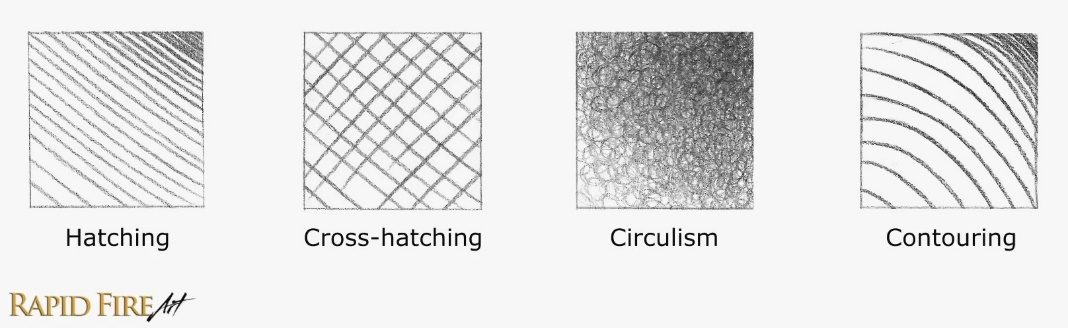 Hatching
Cross-hatching
Circulism
Contouring
RAPID FIRE Art